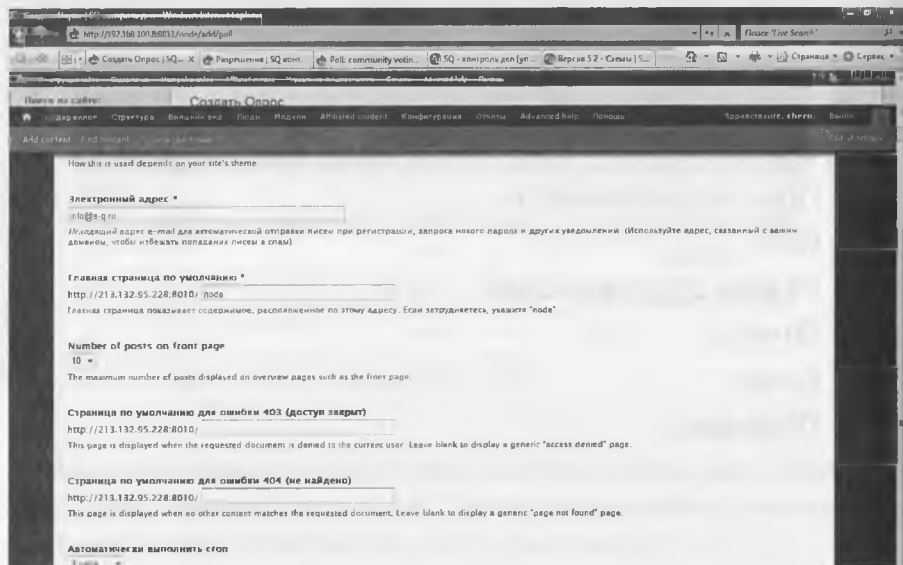 http://192.168.100.8:8011/node/add/poll
Поиск "Live Search"
Создать Опрос | SQ...
Разрешения | SQ комп...
Poll: community votin...
SQ - контроль деп [уп...
Версия 5.2 - Схемы | S...
Страница
Сервис
Поиск на сайте:
Создать Опрос
Структура Внешний вид Люди Модули Affiliated content Конфигурация Отчеты Advanced help Помощь
Здравствуйте, chern. Выйти
Add content Find content
How this is used depends on your site's theme
Электронный адрес *
info@s-q.ru
Исходящий адрес e-mail для автоматической отправки писем при регистрации, запроса нового пароля и других уведомлений. (Используйте адрес, связанный с вашим
доменом, чтобы избежать попадания писем в спам)
Главная страница по умолчанию *
http://213.132.95.228:8010/ node
Главная страница показывает содержимое, расположенное по этому адресу. Если затрудняетесь, укажите "node"
Number of posts on front page
10
The maximum number of posts displayed on overview pages such as the front page.
Страница по умолчанию для ошибки 403 (доступ закрыт)
http://213.132.95.228:8010/
This page is displayed when the requested document is denied to the current user. Leave blank to display a generic "access denied" page.
Страница по умолчанию для ошибки 404 (не найдено)
http://213.132.95.228:8010/
This page is displayed when no other content matches the requested document. Leave blank to display a generic "page not found" page.
Автоматически выполнить cron